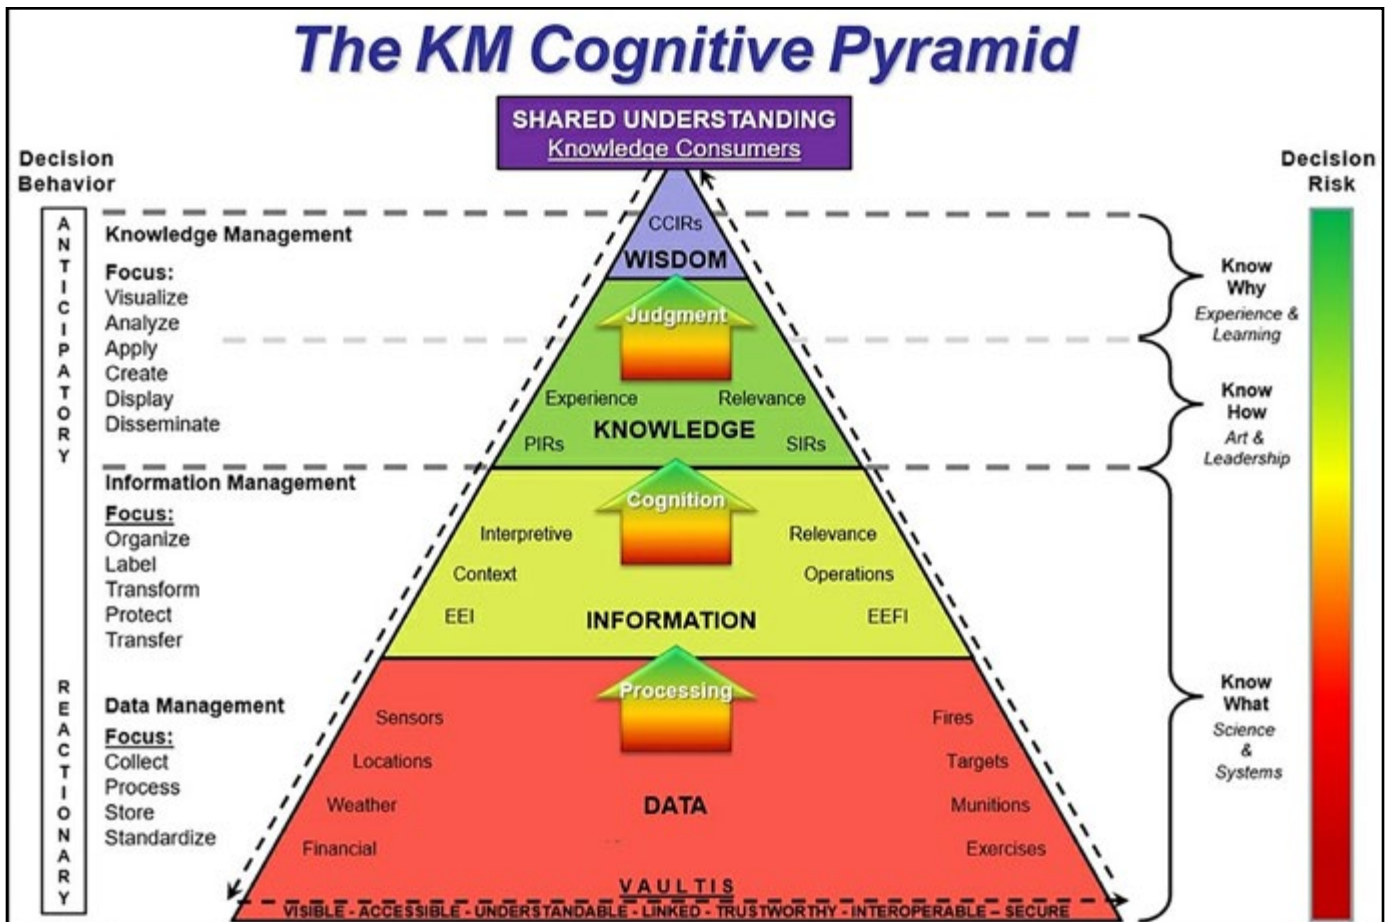 The KM Cognitive Pyramid
SHARED UNDERSTANDING
Knowledge Consumers
Decision
Behavior
Decision
Risk
ANTICIPATORY
REACTIONARY
Knowledge Management
Focus:
Visualize
Analyze
Apply
Create
Display
Disseminate
Information Management
Focus:
Organize
Label
Transform
Protect
Transfer
Data Management
Focus:
Collect
Process
Store
Standardize
CCIRs
WISDOM
Judgment
Experience Relevance
KNOWLEDGE
PIRs SIRs
Cognition
Interpretive Relevance
Context Operations
EEI EEFI
INFORMATION
Processing
Sensors Fires
Locations Targets
Weather Munitions
DATA
Financial Exercises
VAULTIS
VISIBLE - ACCESSIBLE - UNDERSTANDABLE - LINKED - TRUSTWORTHY - INTEROPERABLE – SECURE
Know
Why
Experience &
Learning
Know
How
Art &
Leadership
Know
What
Science
&
Systems